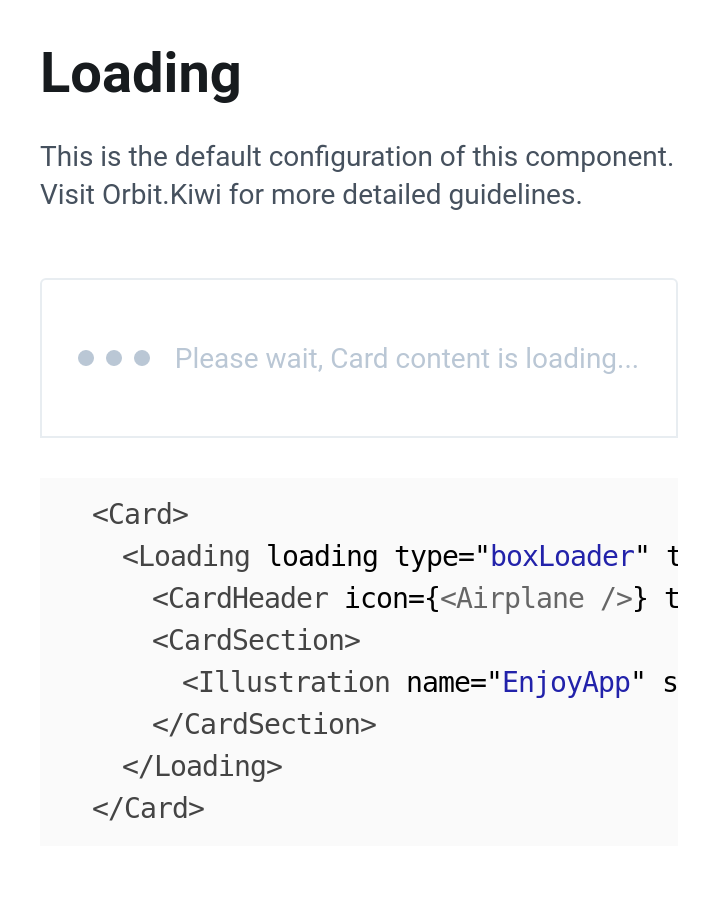 Loading
This is the default configuration of this component.
Visit Orbit.Kiwi for more detailed guidelines.
Please wait, Card content is loading...
<Card>
<Loading loading type="boxLoader" t
<CardHeader icon={<Airplane />} t
<CardSection>
<Illustration name="EnjoyApp" s
</CardSection>
</Loading>
</Card>